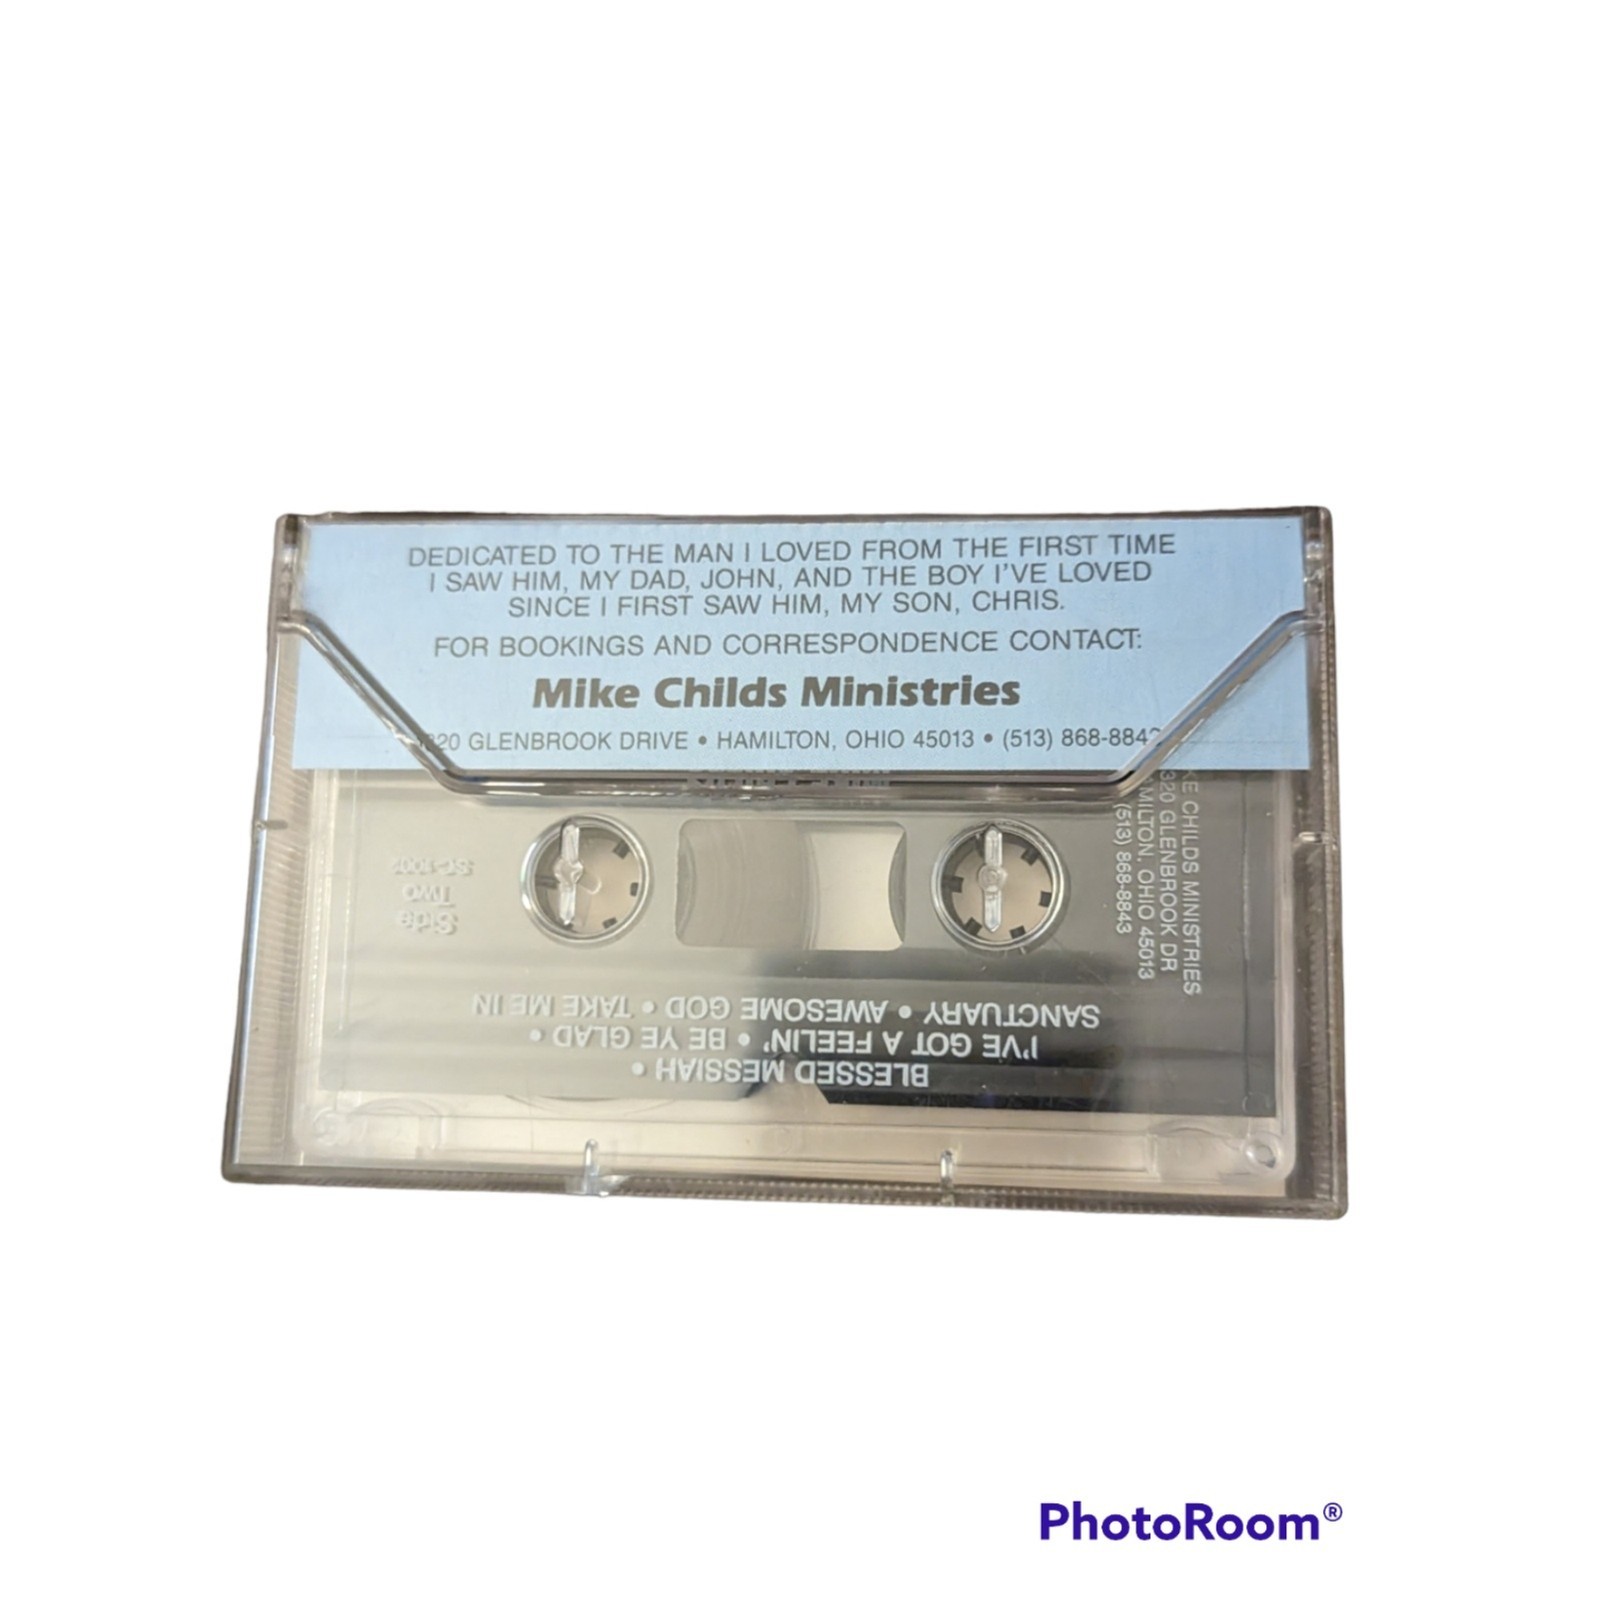 DEDICATED TO THE MAN I LOVED FROM THE FIRST TIME
I SAW HIM, MY DAD, JOHN, AND THE BOY I'VE LOVED
SINCE I FIRST SAW HIM, MY SON, CHRIS.
FOR BOOKINGS AND CORRESPONDENCE CONTACT:
Mike Childs Ministries
GLENBROOK DRIVE • HAMILTON, OHIO 45013 • (513)
CHILDS MINISTRIES
GLENBROOK DR
OHIO 45013
(513) 868-8843
Side
Two
BLESSED MESSIAH •
I'VE GOT A FEELIN' • BE YE GLAD •
SANCTUARY • AWESOME GOD • TAKE ME IN
PhotoRoom®